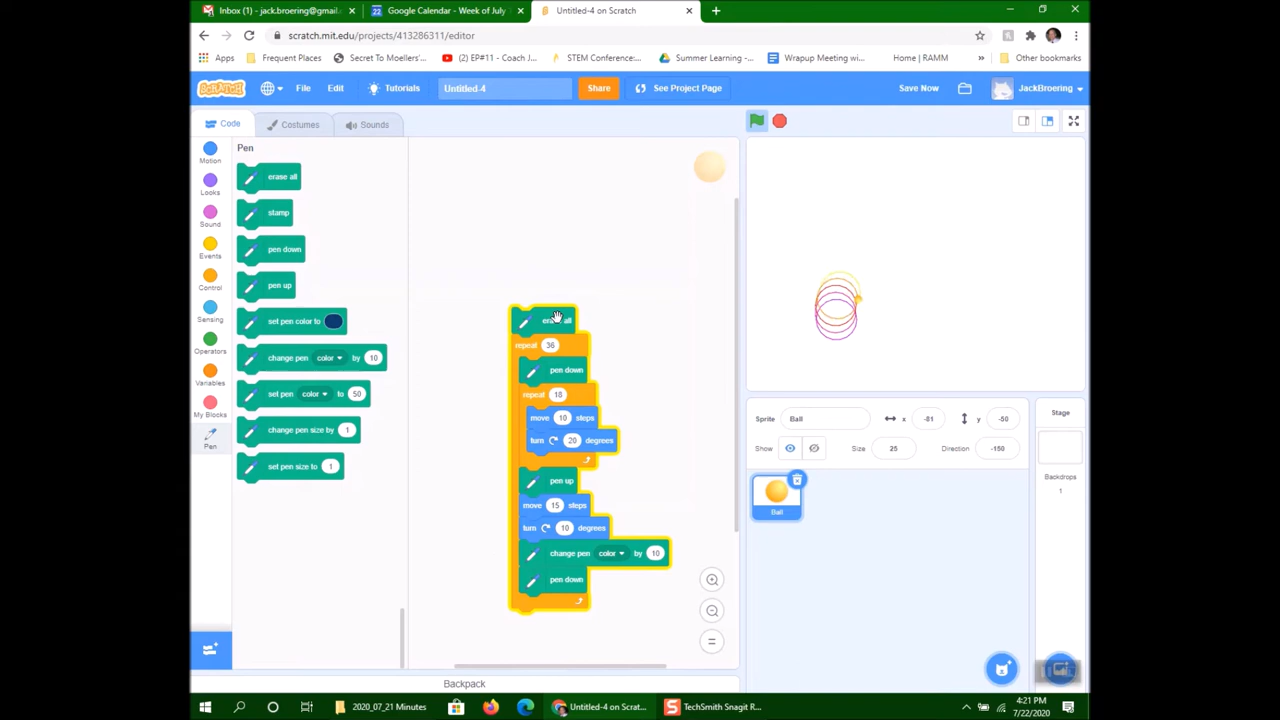 Inbox (1) - jack.broering@gmail.
Google Calendar - Week of July
Untitled-4 on Scratch
scratch.mit.edu/projects/413286311/editor
Apps
Frequent Places
Secret To Moellers'...
(2) EP#11 - Coach J...
STEM Conference:...
Summer Learning -...
Wrapup Meeting wi...
Home | RAMM
Other bookmarks
SCRATCH
File
Edit
Tutorials
Untitled-4
Share
See Project Page
Save Now
JackBroering
Code
Costumes
Sounds
Motion
Looks
Sound
Events
Control
Sensing
Operators
Variables
My Blocks
Pen
Pen
erase all
stamp
pen down
pen up
set pen color to
change pen color by 10
set pen color to 50
change pen size by 1
set pen size to 1
erase all
repeat 36
pen down
repeat 18
move 10 steps
turn 20 degrees
pen up
move 15 steps
turn 10 degrees
change pen color by 10
pen down
Sprite
Ball
x
-81
y
-50
Show
Size
25
Direction
-150
Ball
Stage
Backdrops
1
Backpack
2020_07_21 Minutes
Untitled-4 on Scrat...
TechSmith Snagit R...
4:21 PM
7/22/2020